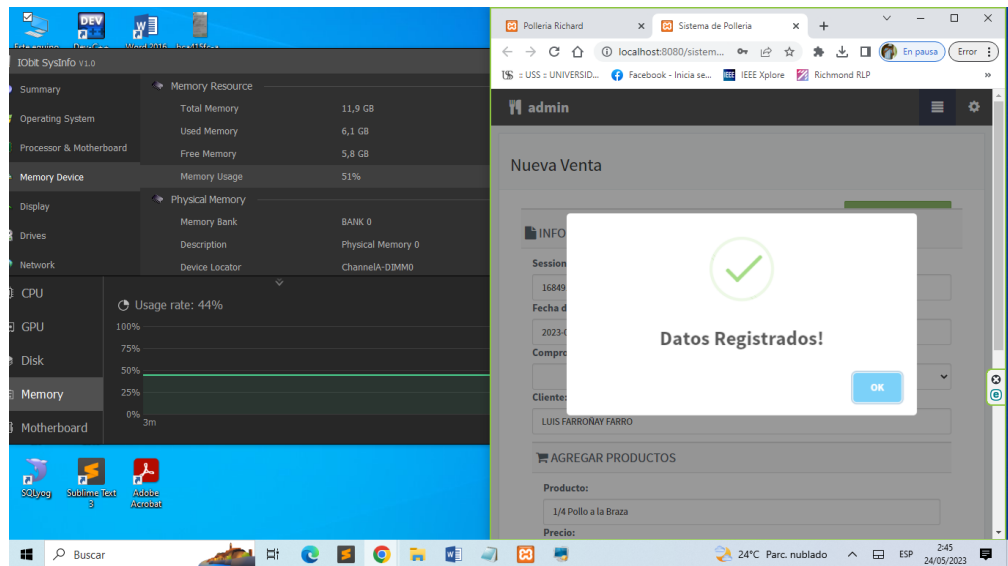 DEV
IObit SysInfo v1.0
Summary
Operating System
Processor & Motherboard
Memory Device
Display
Drives
Network
Memory Resource
Total Memory 11,9 GB
Used Memory 6,1 GB
Free Memory 5,8 GB
Memory Usage 51%
Physical Memory
Memory Bank BANK 0
Description Physical Memory 0
Device Locator ChannelA-DIMM0
CPU
GPU
Disk
Memory
Motherboard
Usage rate: 44%
100%
75%
50%
25%
0%
3m
SQLyog
Sublime Text
3
Adobe
Acrobat
Polleria Richard
Sistema de Polleria
localhost:8080/sistem...
En pausa
Error
:: USS :: UNIVERSID...
Facebook - Inicia se...
IEEE
IEEE Xplore
Richmond RLP
admin
Nueva Venta
INFO
Session
16849
Fecha d
2023-0
Compro
Cliente:
LUIS FARROÑAY FARRO
Datos Registrados!
OK
AGREGAR PRODUCTOS
Producto:
1/4 Pollo a la Braza
Precio:
Buscar
24°C Parc. nublado
ESP
2:45
24/05/2023